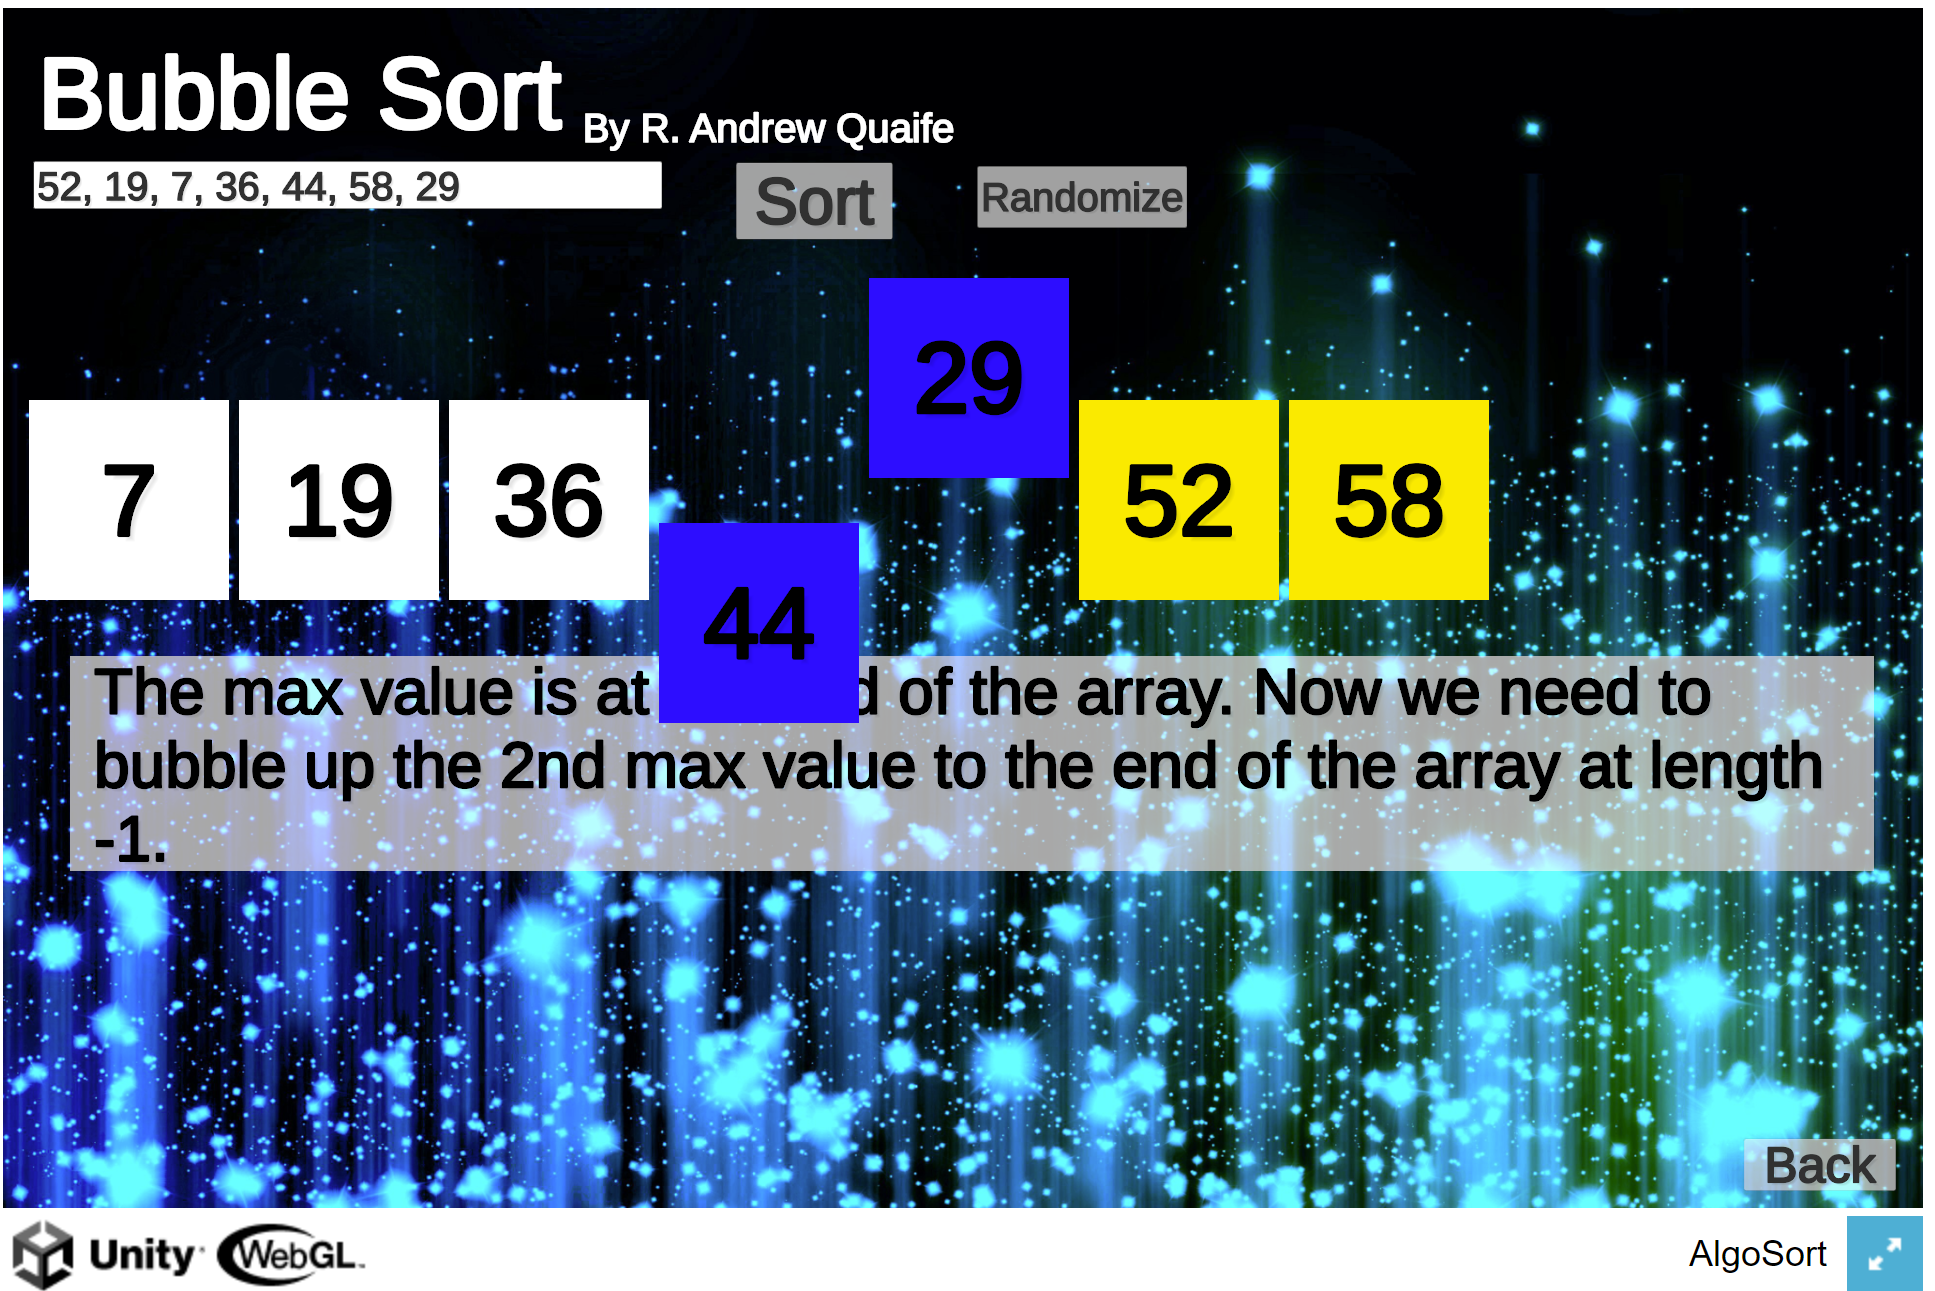 Bubble Sort By R. Andrew Quaife
52, 19, 7, 36, 44, 58, 29
Sort
Randomize
29
7 19 36 52 58
44
The max value is at d of the array. Now we need to
bubble up the 2nd max value to the end of the array at length
-1.
Back
Unity WebGL
AlgoSort